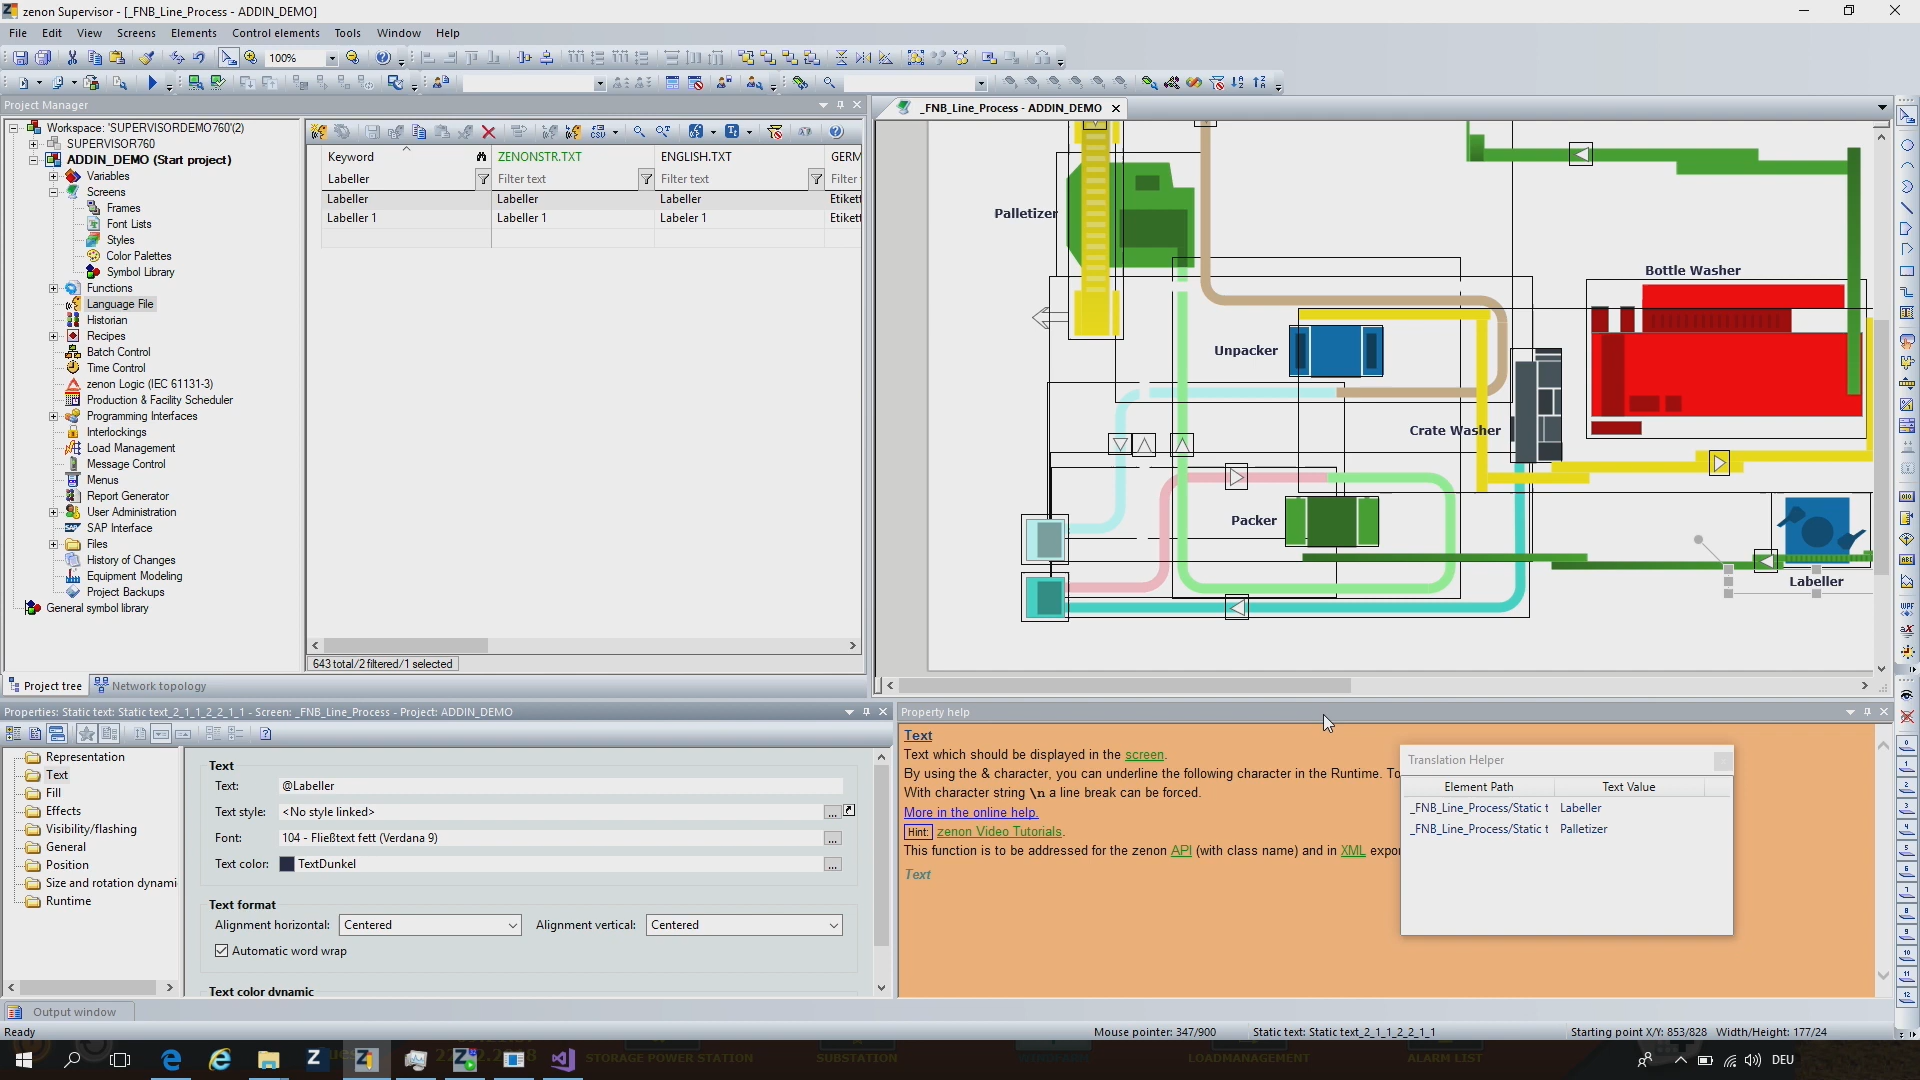 zenon Supervisor - [_FNB_Line_Process - ADDIN_DEMO]
File Edit View Screens Elements Control elements Tools Window Help
100%
Project Manager
Workspace: 'SUPERVISORDEMO760'(2)
SUPERVISOR760
ADDIN_DEMO (Start project)
Variables
Screens
Frames
Font Lists
Styles
Color Palettes
Symbol Library
Functions
Language File
Historian
Recipes
Batch Control
Time Control
zenon Logic (IEC 61131-3)
Production & Facility Scheduler
Programming Interfaces
Interlockings
Load Management
Message Control
Menus
Report Generator
User Administration
SAP Interface
Files
History of Changes
Equipment Modeling
Project Backups
General symbol library
Project tree Network topology
Keyword ZENONSTR.TXT ENGLISH.TXT GERM
Labeller Filter text Filter text Filter
Labeller Labeller Labeller Etikett
Labeller 1 Labeller 1 Labeler 1 Etikett
643 total/2 filtered/1 selected
_FNB_Line_Process - ADDIN_DEMO
Palletizer
Bottle Washer
Unpacker
Crate Washer
Packer
Labeller
Properties: Static text: Static text_2_1_1_2_2_1_1 - Screen: _FNB_Line_Process - Project: ADDIN_DEMO
Representation
Text
Fill
Effects
Visibility/flashing
General
Position
Size and rotation dynami
Runtime
Text
Text: @Labeller
Text style: <No style linked>
Font: 104 - Fließtext fett (Verdana 9)
Text color: TextDunkel
Text format
Alignment horizontal: Centered Alignment vertical: Centered
Automatic word wrap
Text color dynamic
Property help
Text
Text which should be displayed in the screen.
By using the & character, you can underline the following character in the Runtime. To
With character string \n a line break can be forced.
More in the online help.
Hint: zenon Video Tutorials.
This function is to be addressed for the zenon API (with class name) and in XML expor
Text
Translation Helper
Element Path Text Value
_FNB_Line_Process/Static t Labeller
_FNB_Line_Process/Static t Palletizer
Output window
Ready Mouse pointer: 347/900 Static text: Static text_2_1_1_2_2_1_1 Starting point X/Y: 853/828 Width/Height: 177/24
STORAGE POWER STATION SUBSTATION LOADMANAGEMENT ALARM LIST
DEU